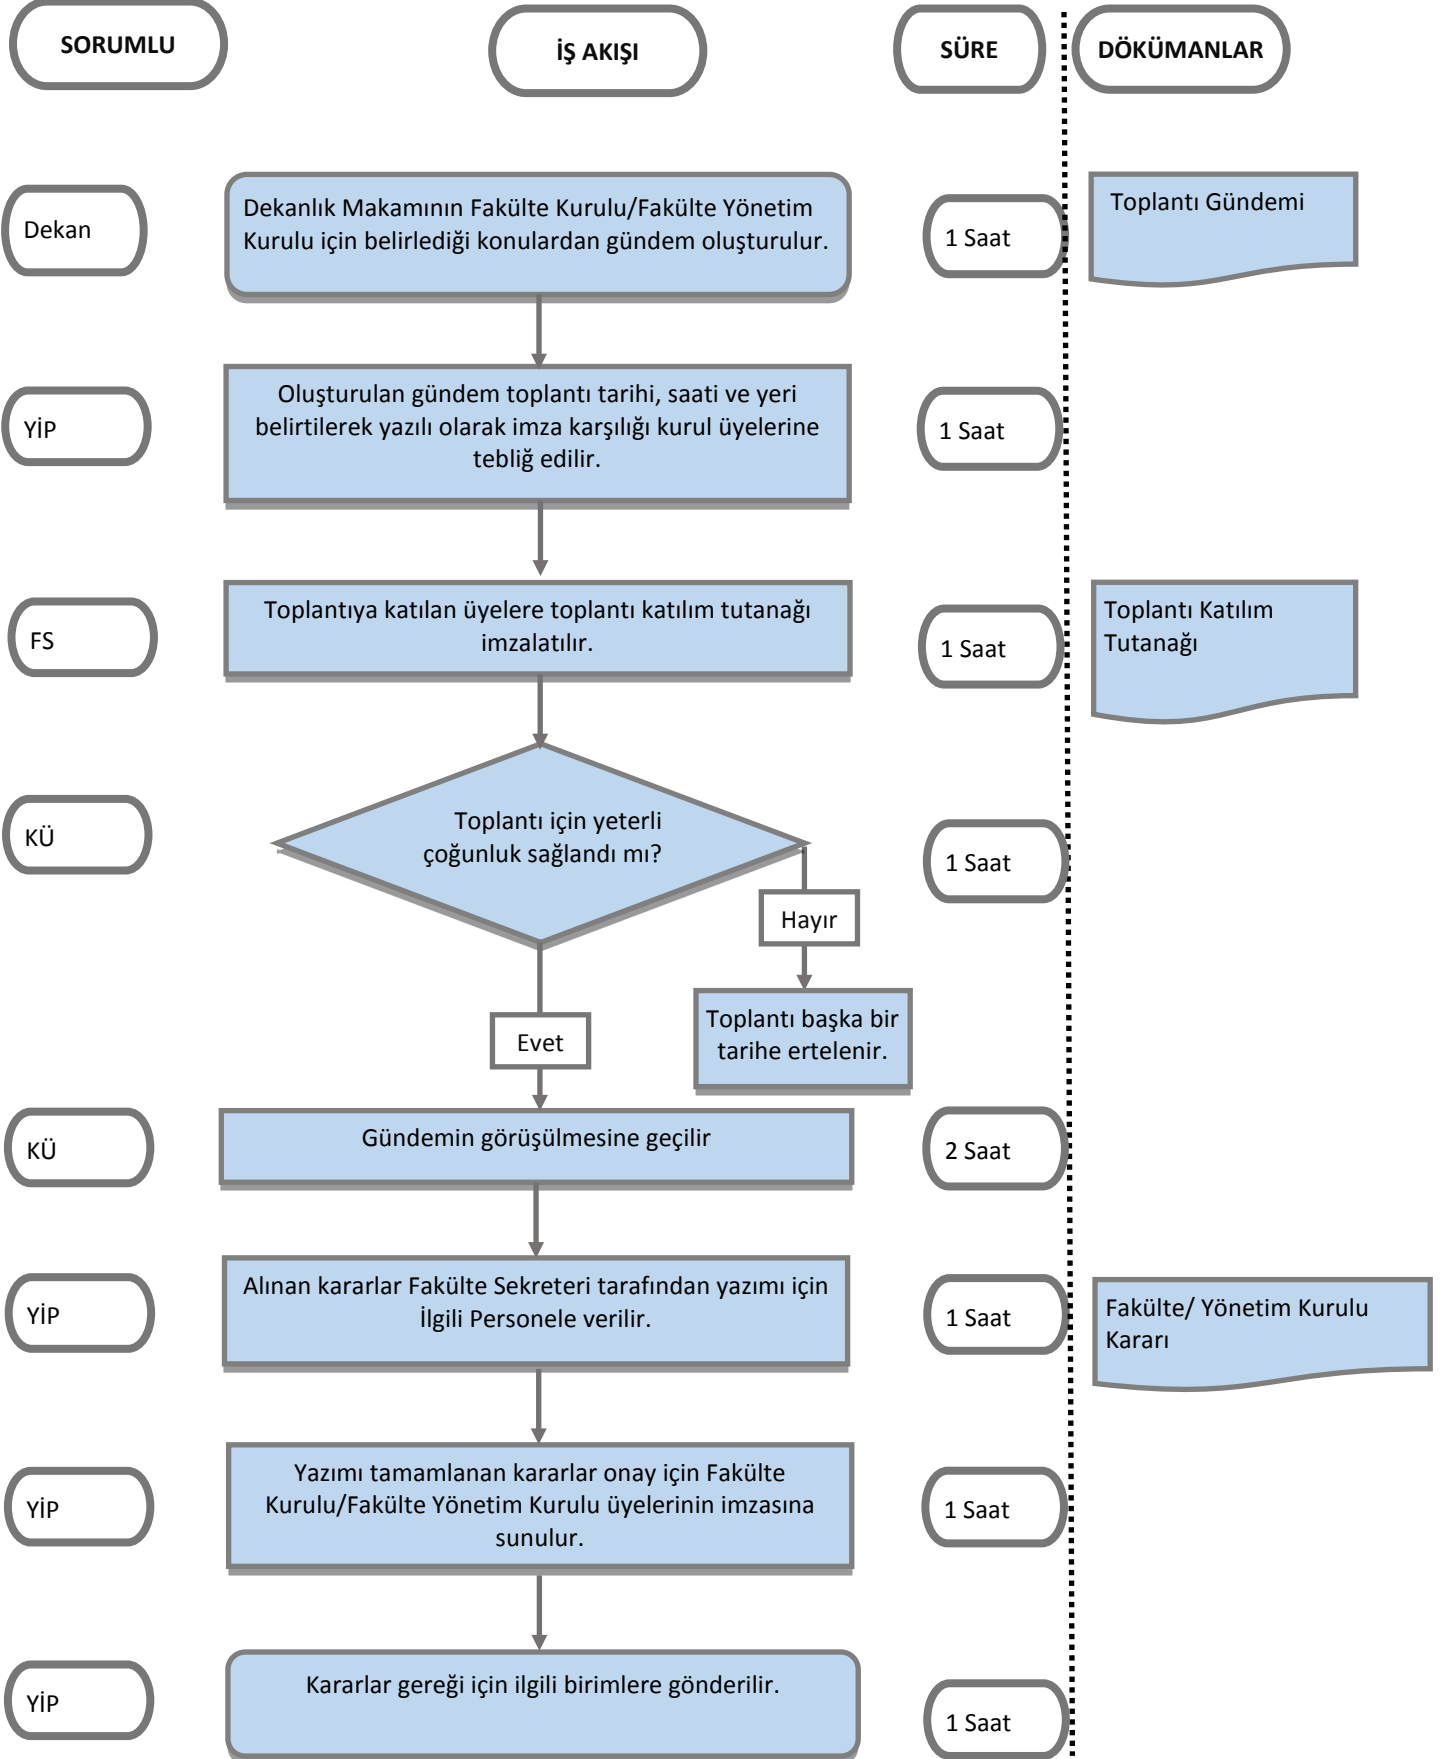 SORUMLU
İŞ AKIŞI
SÜRE
DÖKÜMANLAR
Dekan
Dekanlık Makamının Fakülte Kurulu/Fakülte Yönetim
Kurulu için belirlediği konulardan gündem oluşturulur.
1 Saat
Toplantı Gündemi
YİP
Oluşturulan gündem toplantı tarihi, saati ve yeri
belirtilerek yazılı olarak imza karşılığı kurul üyelerine
tebliğ edilir.
1 Saat
FS
Toplantıya katılan üyelere toplantı katılım tutanağı
imzalatılır.
1 Saat
Toplantı Katılım
Tutanağı
KÜ
Toplantı için yeterli
çoğunluk sağlandı mı?
1 Saat
Hayır
Toplantı başka bir
tarihe ertelenir.
Evet
KÜ
Gündemin görüşülmesine geçilir
2 Saat
YİP
Alınan kararlar Fakülte Sekreteri tarafından yazımı için
İlgili Personele verilir.
1 Saat
Fakülte/ Yönetim Kurulu
Kararı
YİP
Yazımı tamamlanan kararlar onay için Fakülte
Kurulu/Fakülte Yönetim Kurulu üyelerinin imzasına
sunulur.
1 Saat
YİP
Kararlar gereği için ilgili birimlere gönderilir.
1 Saat